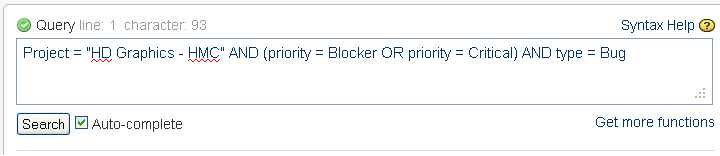 Query line: 1 character: 93 Syntax Help ?
Project = "HD Graphics - HMC" AND (priority = Blocker OR priority = Critical) AND type = Bug
Search Auto-complete Get more functions